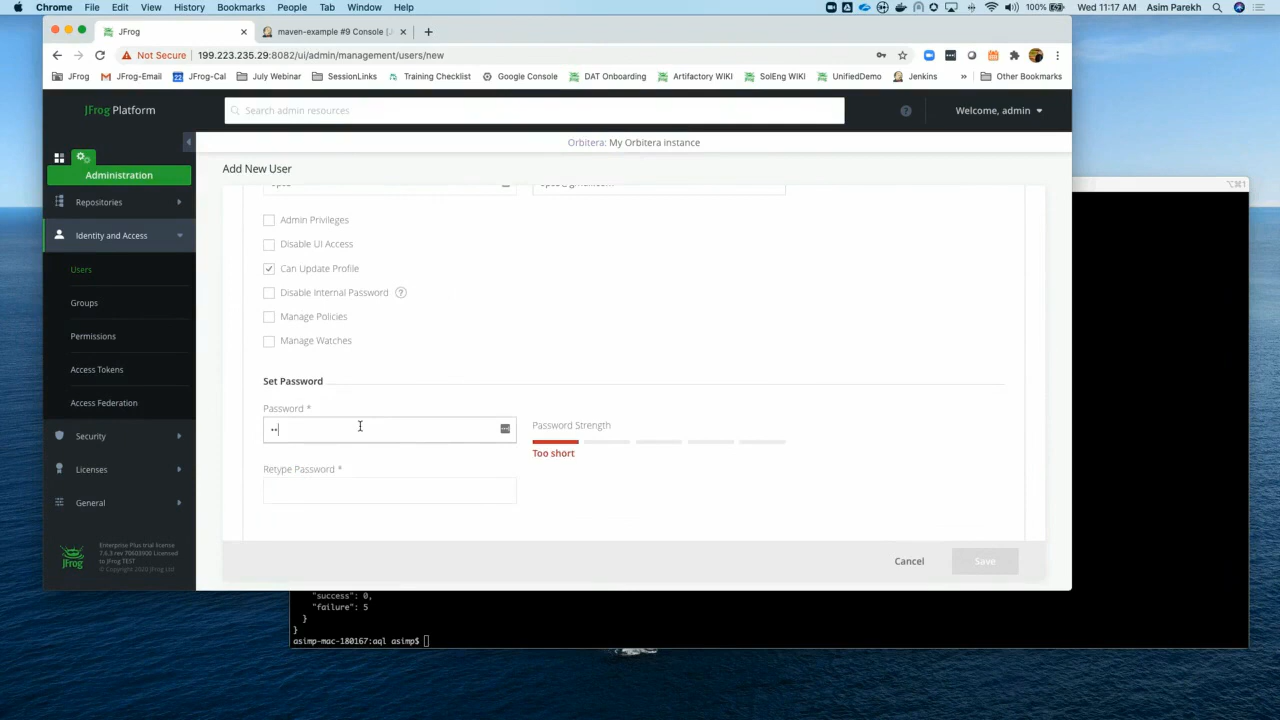 Chrome File Edit View History Bookmarks People Tab Window Help 100% Wed 11:17 AM Asim Parekh
JFrog maven-example #9 Console [J
Not Secure 199.223.235.29:8082/ui/admin/management/users/new
JFrog JFrog-Email JFrog-Cal July Webinar SessionLinks Training Checklist Google Console DAT Onboarding Artifactory WIKI SolEng WIKI UnifiedDemo Jenkins » Other Bookmarks
JFrog Platform Search admin resources Welcome, admin
Orbitera: My Orbitera instance
Administration
Repositories
Identity and Access
Users
Groups
Permissions
Access Tokens
Access Federation
Security
Licenses
General
Enterprise Plus trial license
7.6.3 rev 70603900 Licensed
to JFrog TEST
© Copyright 2020 JFrog Ltd
JFrog
Add New User
Admin Privileges
Disable UI Access
Can Update Profile
Disable Internal Password ?
Manage Policies
Manage Watches
Set Password
Password *
Password Strength
Too short
Retype Password *
Cancel Save
⌥⌘1
"success": 0,
"failure": 5
}
}
asimp-mac-180167:aql asimp$